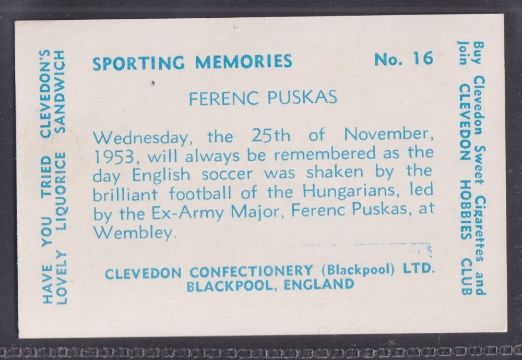 HAVE YOU TRIED CLEVEDON'S
LOVELY LIQUORICE SANDWICH
SPORTING MEMORIES No. 16
FERENC PUSKAS
Wednesday, the 25th of November,
1953, will always be remembered as the
day English soccer was shaken by the
brilliant football of the Hungarians, led
by the Ex-Army Major, Ferenc Puskas, at
Wembley.
CLEVEDON CONFECTIONERY (Blackpool) LTD.
BLACKPOOL, ENGLAND
Buy Clevedon Sweet Cigarettes and
Join CLEVEDON HOBBIES CLUB